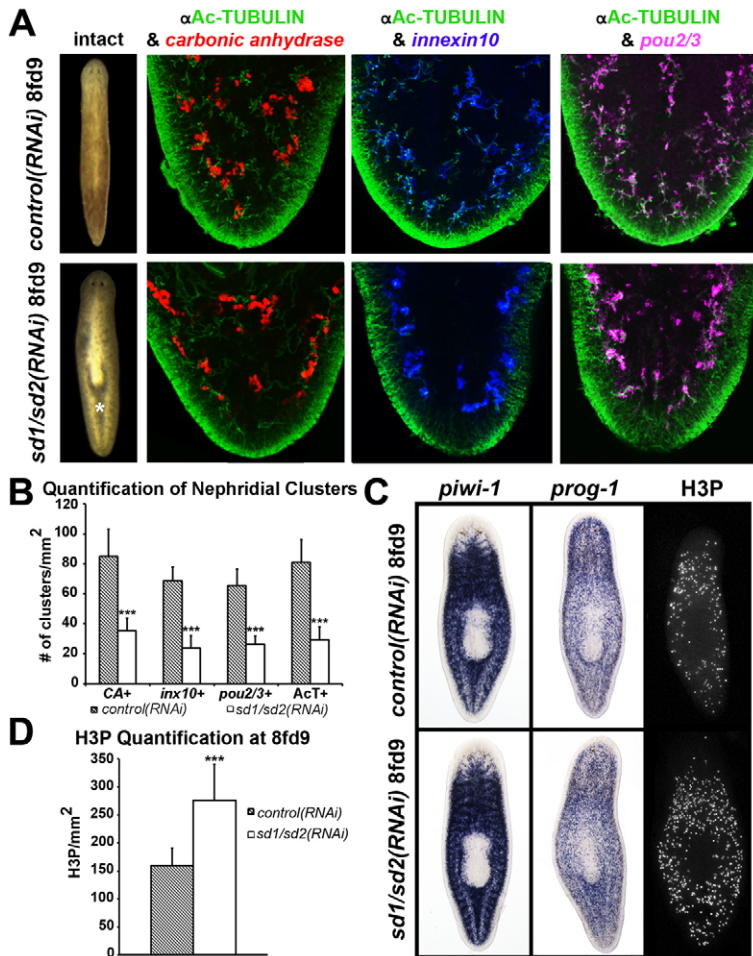 A
intact
αAc-TUBULIN
& carbonic anhydrase
αAc-TUBULIN
& innexin10
αAc-TUBULIN
& pou2/3
control(RNAi) 8fd9
sd1/sd2(RNAi) 8fd9
*
B
Quantification of Nephridial Clusters
# of clusters/mm²
120
100
80
60
40
20
0
***
***
***
***
CA+
inx10+
pou2/3+
AcT+
control(RNAi)
sd1/sd2(RNAi)
C
piwi-1
prog-1
H3P
control(RNAi) 8fd9
sd1/sd2(RNAi) 8fd9
D
H3P Quantification at 8fd9
H3P/mm²
350
300
250
200
150
100
50
0
***
control(RNAi)
sd1/sd2(RNAi)